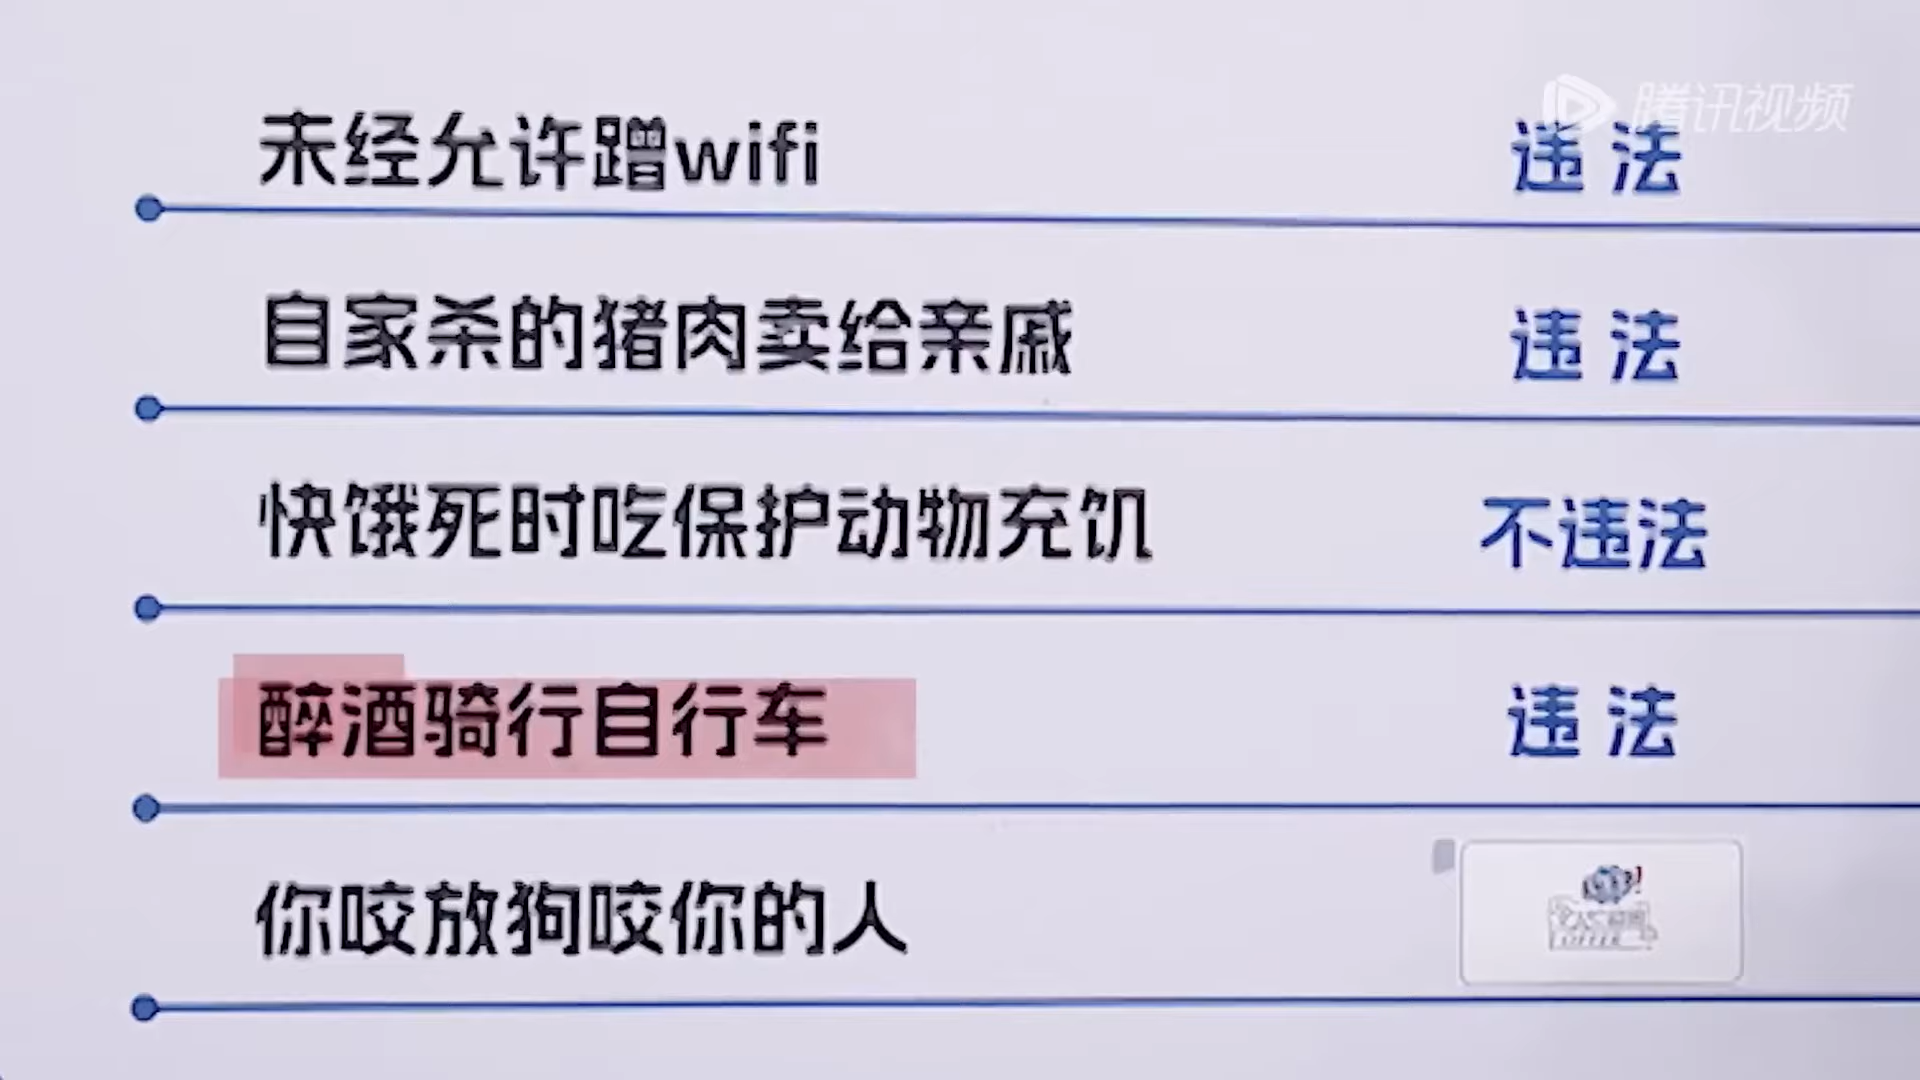 腾讯视频
未经允许蹭wifi 违法
自家杀的猪肉卖给亲戚 违法
快饿死时吃保护动物充饥 不违法
醉酒骑行自行车 违法
你咬放狗咬你的人
OFFER